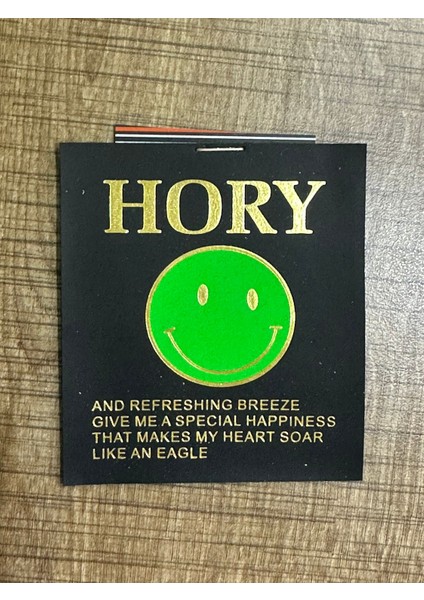 HORY
AND REFRESHING BREEZE
GIVE ME A SPECIAL HAPPINESS
THAT MAKES MY HEART SOAR
LIKE AN EAGLE